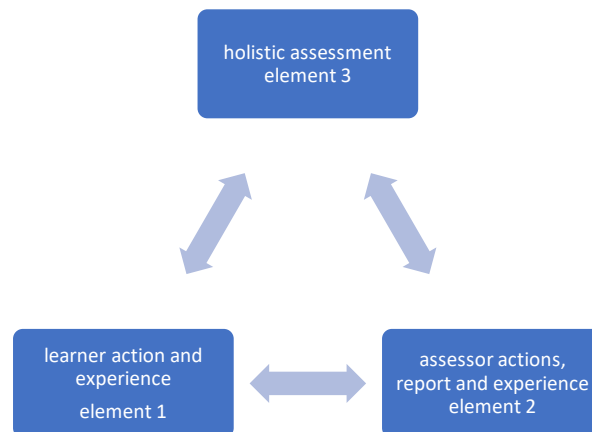 holistic assessment
element 3
learner action and
experience
element 1
assessor actions,
report and experience
element 2